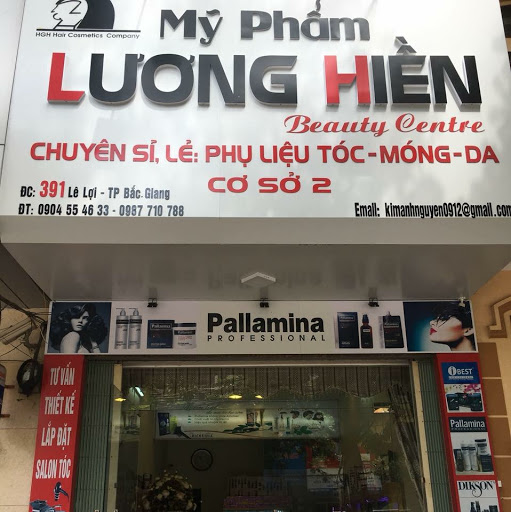 HGH Hair Cosmetics Company
Mỹ Phẩm
LƯƠNG HIỀN
Beauty Centre
CHUYÊN SỈ, LẺ: PHỤ LIỆU TÓC-MÓNG-DA
CƠ SỞ 2
ĐC: 391 Lê Lợi - TP Bắc Giang
ĐT: 0904 55 46 33 - 0987 710 788
Email: kimanhnguyen0912@gmail.com
Pallamina
PROFESSIONAL
TƯ VẤN
THIẾT KẾ
LẮP ĐẶT
SALON TÓC
BEST
Pallamina
DIKSON